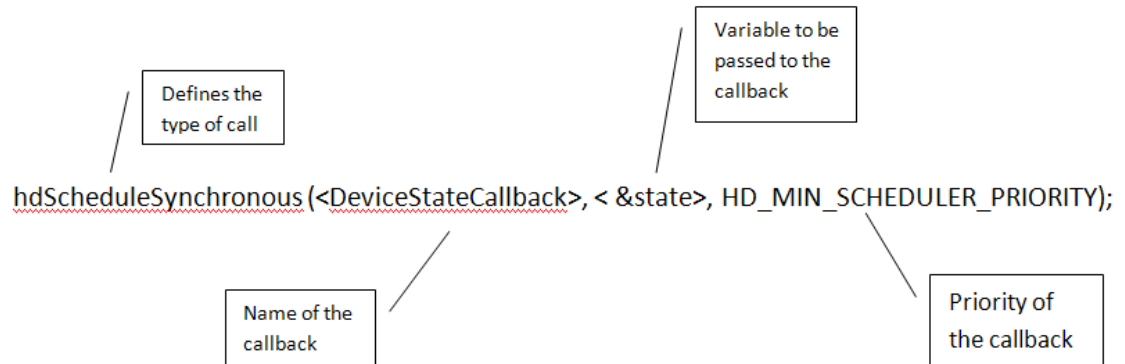 Variable to be
passed to the
callback
Defines the
type of call
hdScheduleSynchronous (<DeviceStateCallback>, < &state>, HD_MIN_SCHEDULER_PRIORITY);
Name of the
callback
Priority of
the callback